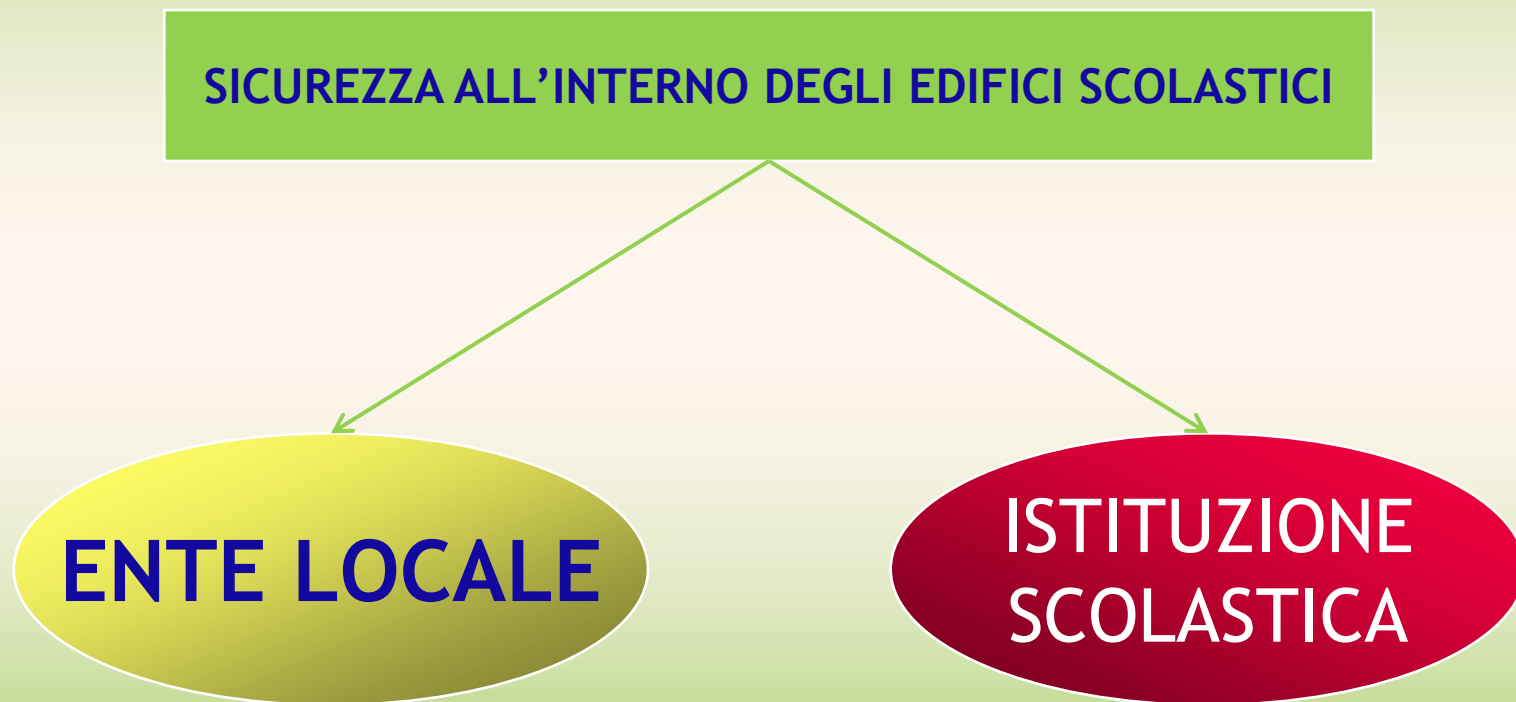 SICUREZZA ALL’INTERNO DEGLI EDIFICI SCOLASTICI
ENTE LOCALE
ISTITUZIONE
SCOLASTICA